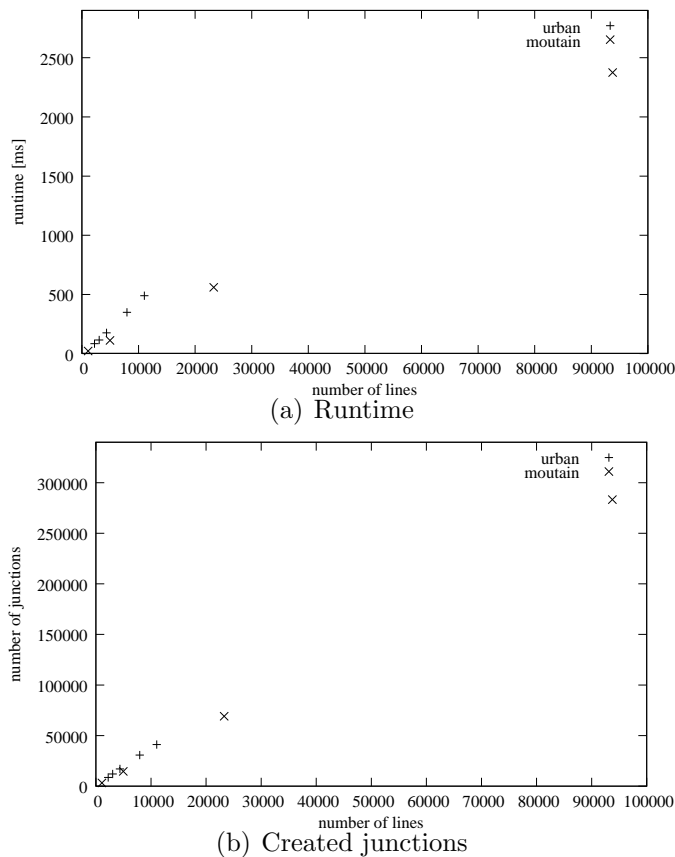 urban
moutain
2500
2000
1500
1000
500
0
runtime [ms]
0 10000 20000 30000 40000 50000 60000 70000 80000 90000 100000
number of lines
(a) Runtime
urban
moutain
300000
250000
200000
150000
100000
50000
0
number of junctions
0 10000 20000 30000 40000 50000 60000 70000 80000 90000 100000
number of lines
(b) Created junctions